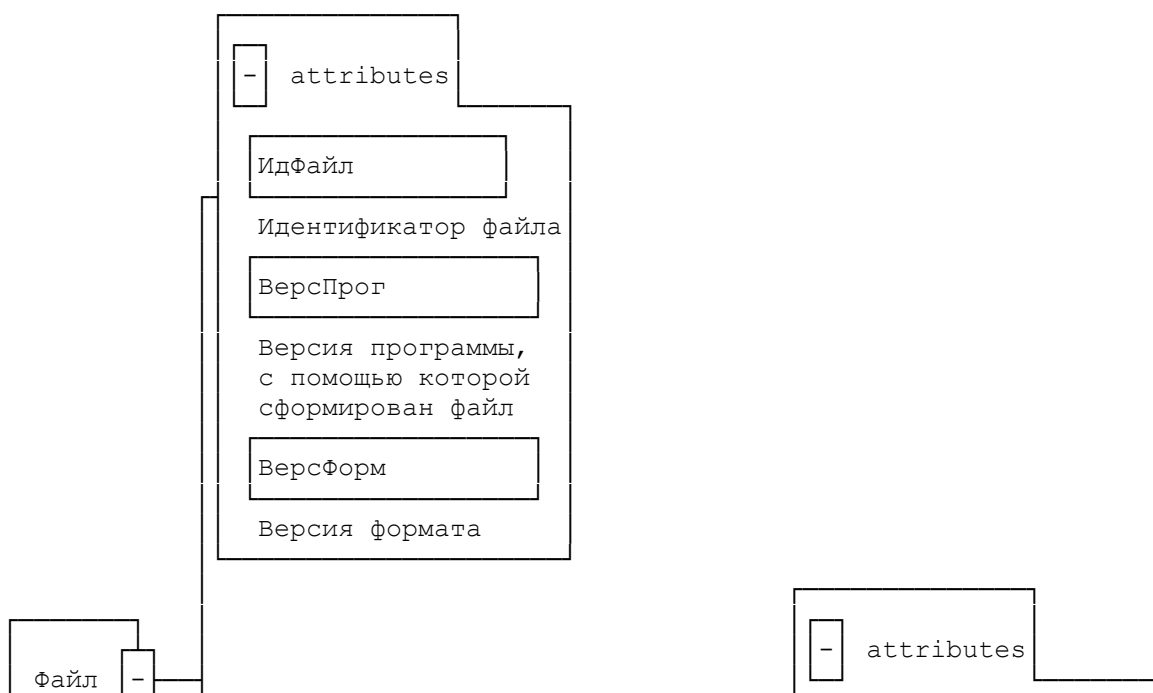 - attributes
ИдФайл
Идентификатор файла
ВерсПрог
Версия программы,
с помощью которой
сформирован файл
ВерсФорм
Версия формата
- attributes
Файл -